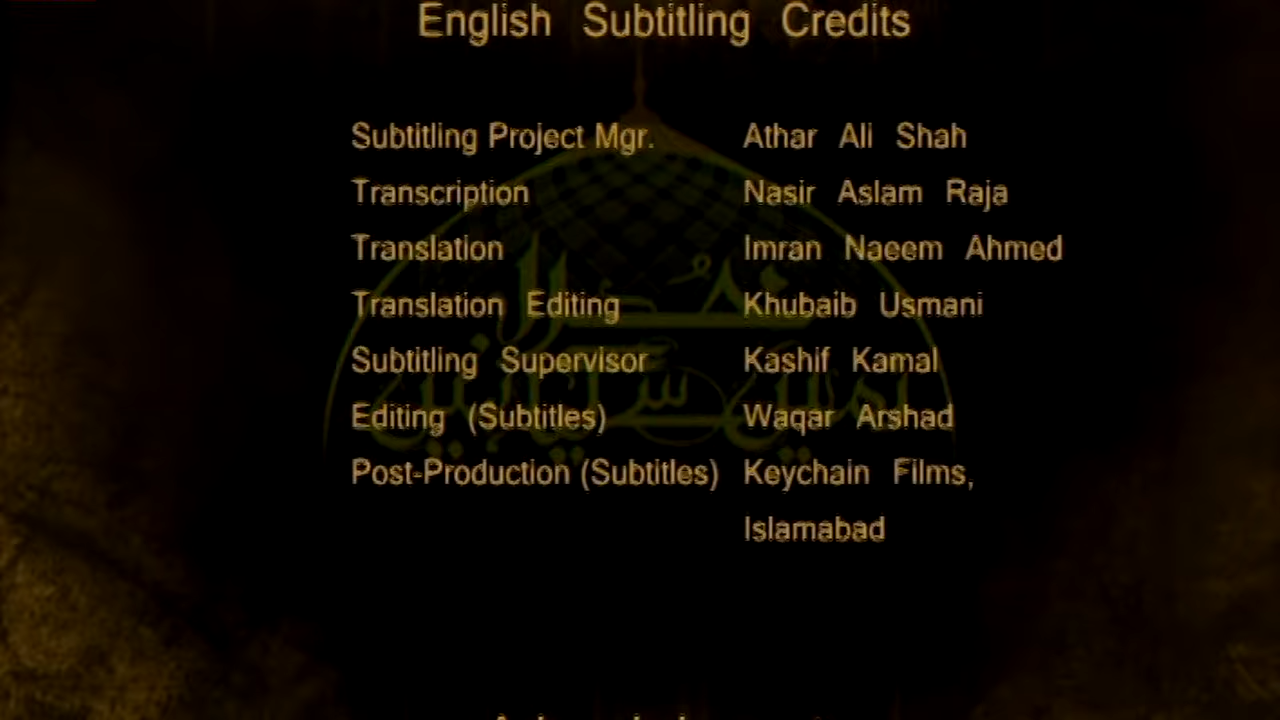 English Subtitling Credits
Subtitling Project Mgr. Athar Ali Shah
Transcription Nasir Aslam Raja
Translation Imran Naeem Ahmed
Translation Editing Khubaib Usmani
Subtitling Supervisor Kashif Kamal
Editing (Subtitles) Waqar Arshad
Post-Production (Subtitles) Keychain Films,
Islamabad